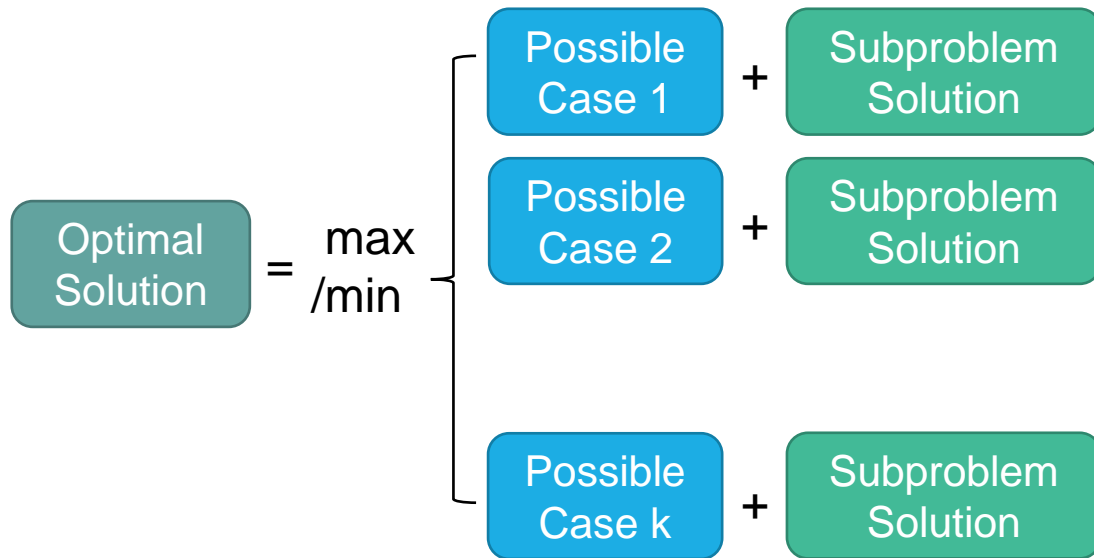 Possible
Case 1
+
Subproblem
Solution
Possible
Case 2
+
Subproblem
Solution
Optimal
Solution
=
max
/min
Possible
Case k
+
Subproblem
Solution